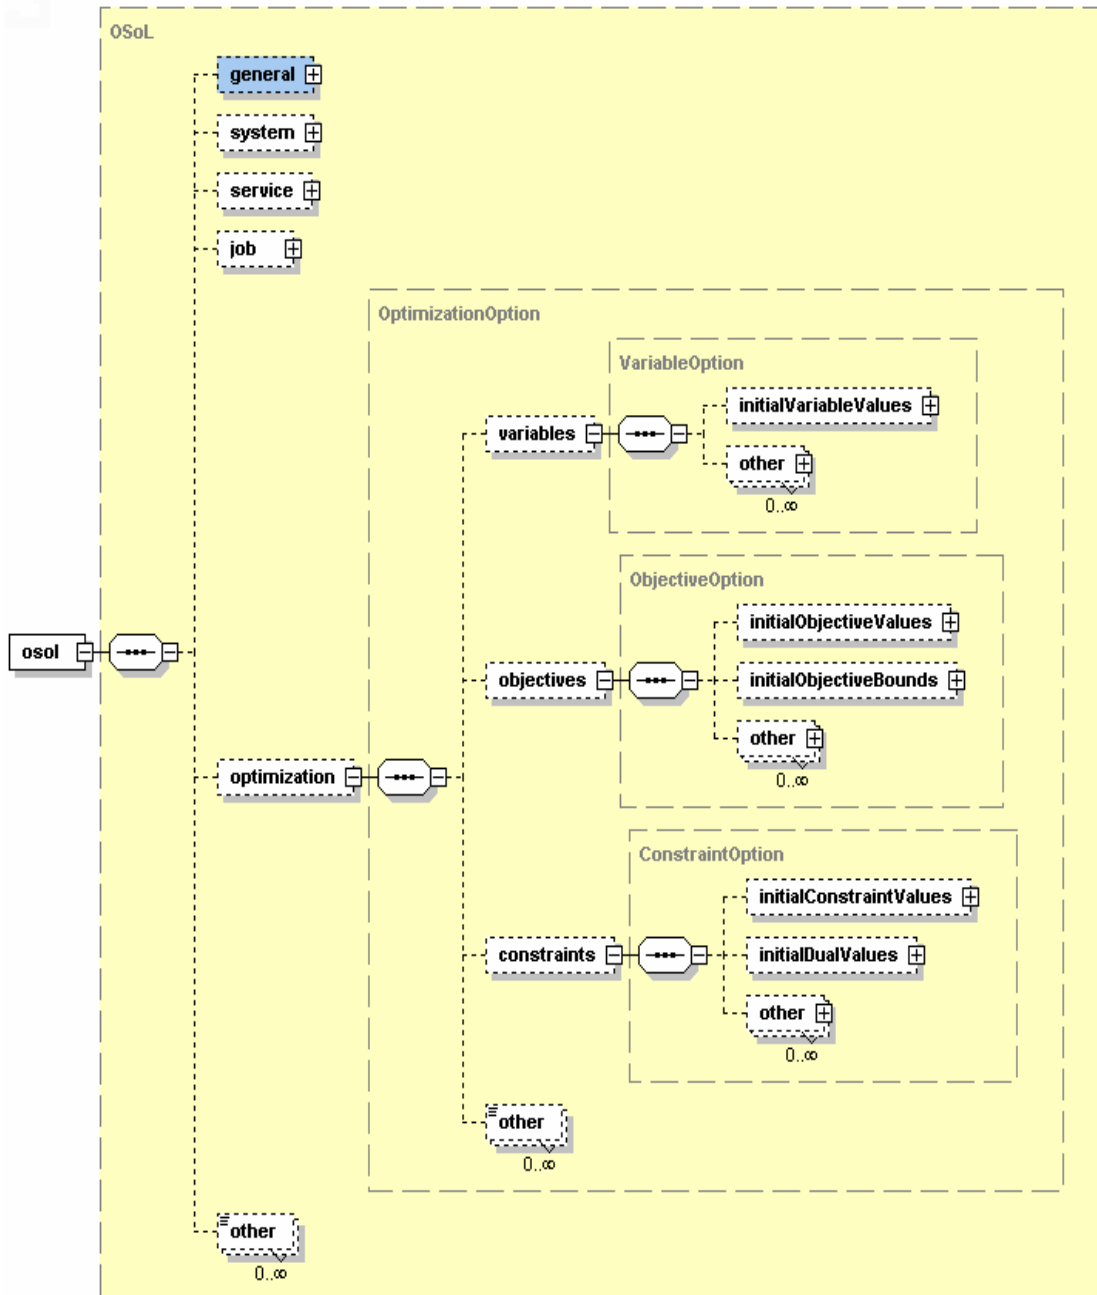 OSoL
general
system
service
job
OptimizationOption
VariableOption
initialVariableValues
variables
other
0..∞
ObjectiveOption
initialObjectiveValues
osol
objectives
initialObjectiveBounds
other
0..∞
optimization
ConstraintOption
initialConstraintValues
constraints
initialDualValues
other
0..∞
other
0..∞
other
0..∞